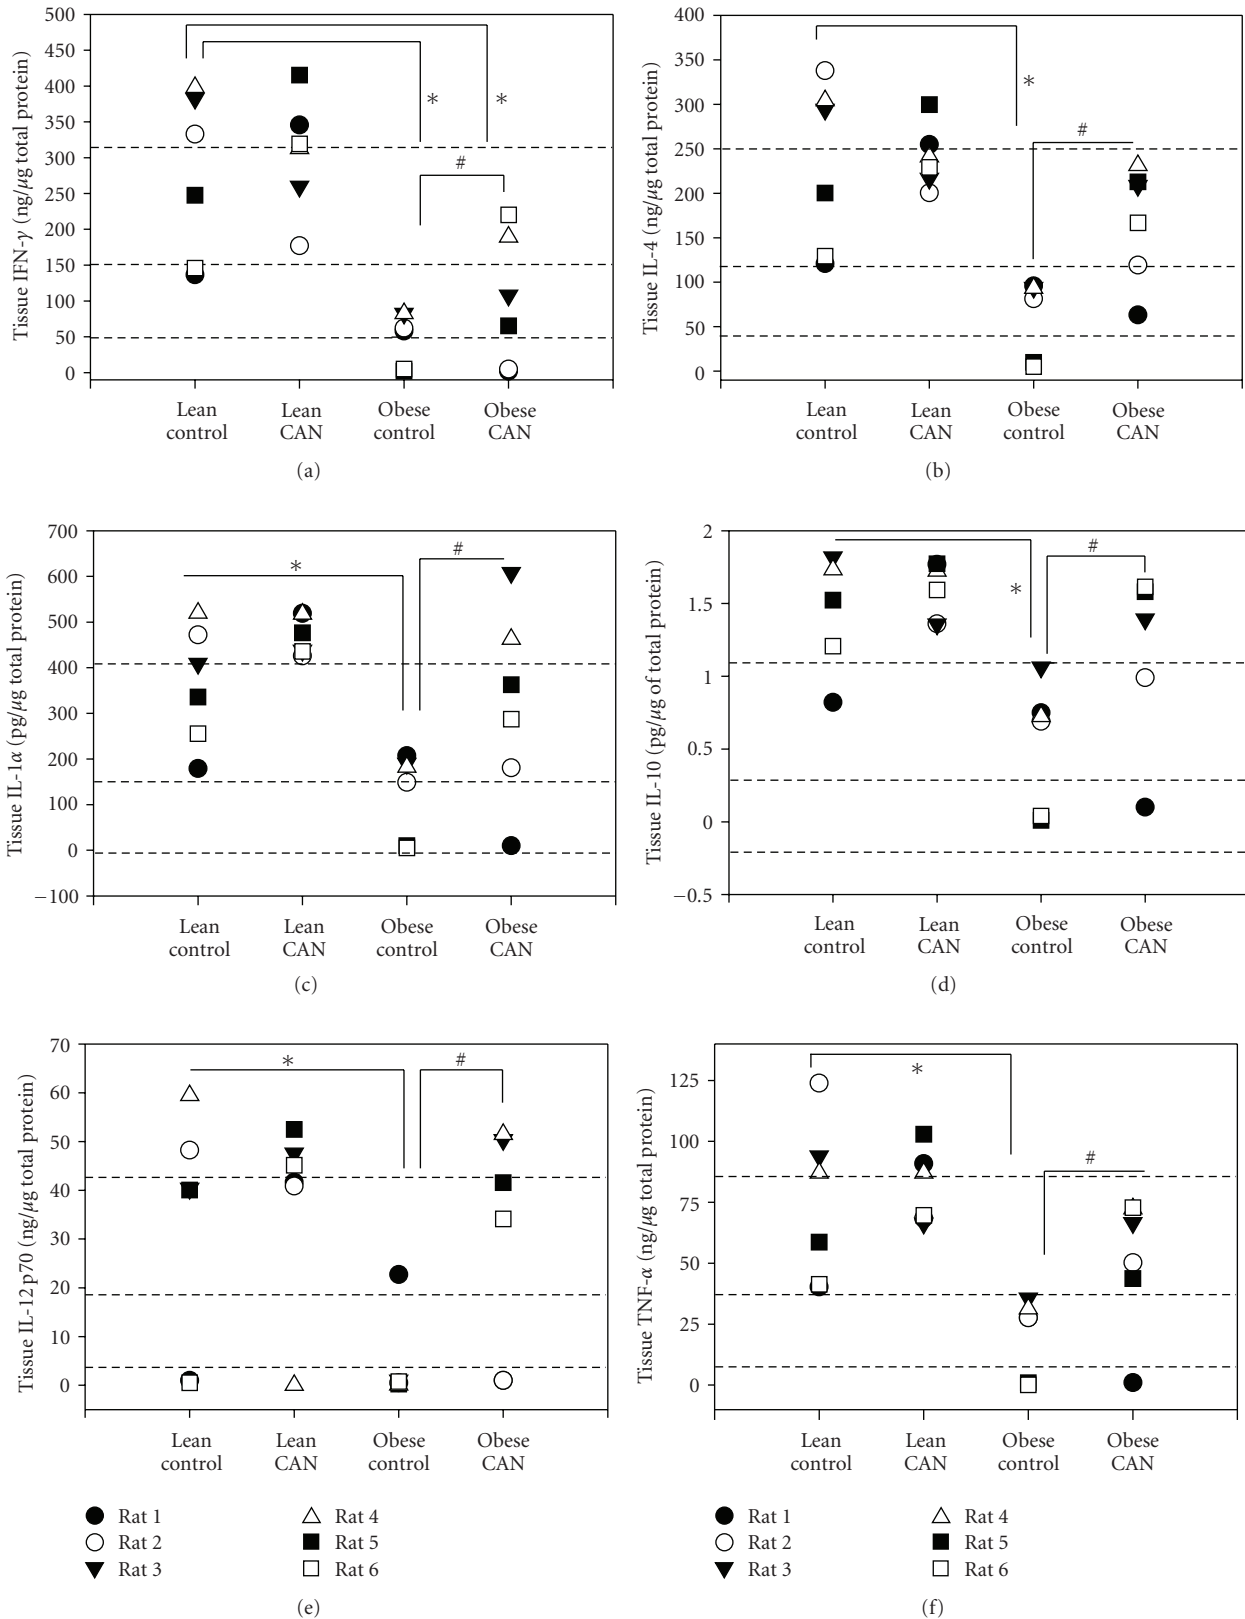 500
450
400
350
300
250
200
150
100
50
0
Tissue IFN-γ (ng/μg total protein)
*
*
#
Lean control
Lean CAN
Obese control
Obese CAN
(a)
400
350
300
250
200
150
100
50
0
Tissue IL-4 (ng/μg total protein)
*
#
Lean control
Lean CAN
Obese control
Obese CAN
(b)
700
600
500
400
300
200
100
0
−100
Tissue IL-1α (pg/μg total protein)
*
#
Lean control
Lean CAN
Obese control
Obese CAN
(c)
2
1.5
1
0.5
0
−0.5
Tissue IL-10 (pg/μg of total protein)
*
#
Lean control
Lean CAN
Obese control
Obese CAN
(d)
70
60
50
40
30
20
10
0
Tissue IL-12p70 (ng/μg total protein)
*
#
Lean control
Lean CAN
Obese control
Obese CAN
Rat 1
Rat 2
Rat 3
Rat 4
Rat 5
Rat 6
(e)
125
100
75
50
25
0
Tissue TNF-α (ng/μg total protein)
*
#
Lean control
Lean CAN
Obese control
Obese CAN
Rat 1
Rat 2
Rat 3
Rat 4
Rat 5
Rat 6
(f)